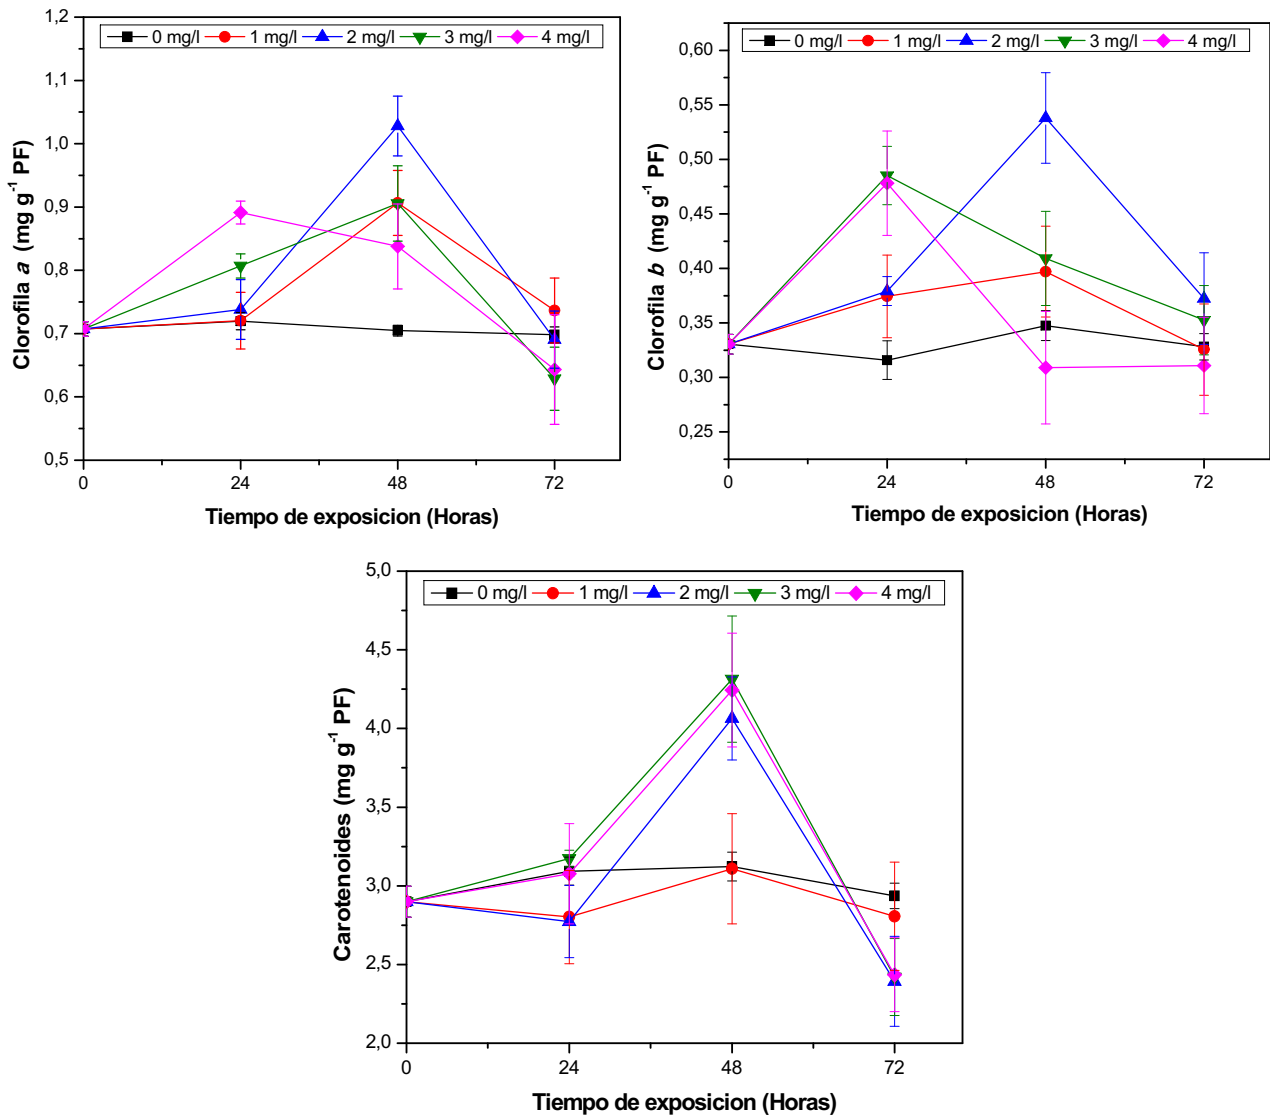 1,2
1,1
1,0
0,9
0,8
0,7
0,6
0,5
Clorofila a (mg g-1 PF)
0 mg/l 1 mg/l 2 mg/l 3 mg/l 4 mg/l
0 24 48 72
Tiempo de exposicion (Horas)
0,60
0,55
0,50
0,45
0,40
0,35
0,30
0,25
Clorofila b (mg g-1 PF)
0 mg/l 1 mg/l 2 mg/l 3 mg/l 4 mg/l
0 24 48 72
Tiempo de exposicion (Horas)
5,0
4,5
4,0
3,5
3,0
2,5
2,0
Carotenoides (mg g-1 PF)
0 mg/l 1 mg/l 2 mg/l 3 mg/l 4 mg/l
0 24 48 72
Tiempo de exposicion (Horas)